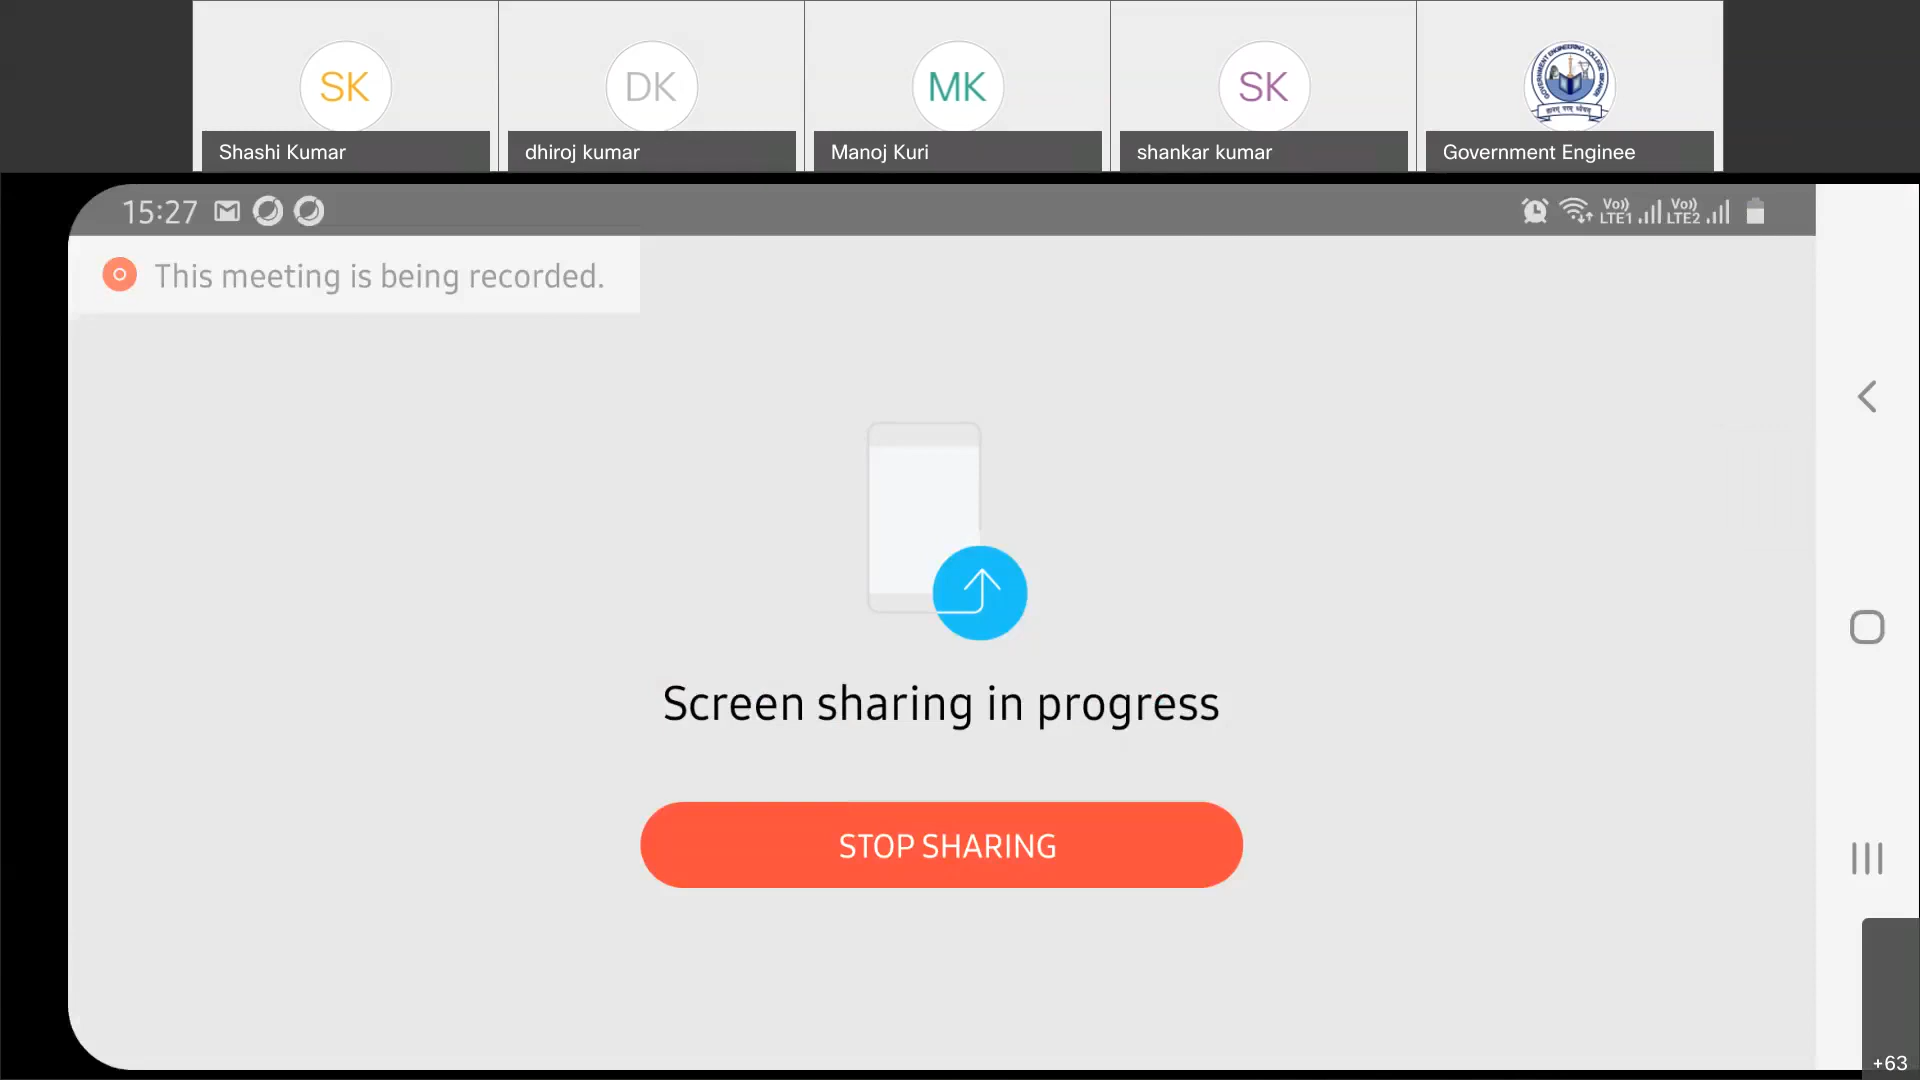 SK
DK
MK
SK
Shashi Kumar
dhiroj kumar
Manoj Kuri
shankar kumar
Government Enginee
15:27
Vo)) LTE1
Vo)) LTE2
This meeting is being recorded.
Screen sharing in progress
STOP SHARING
+63